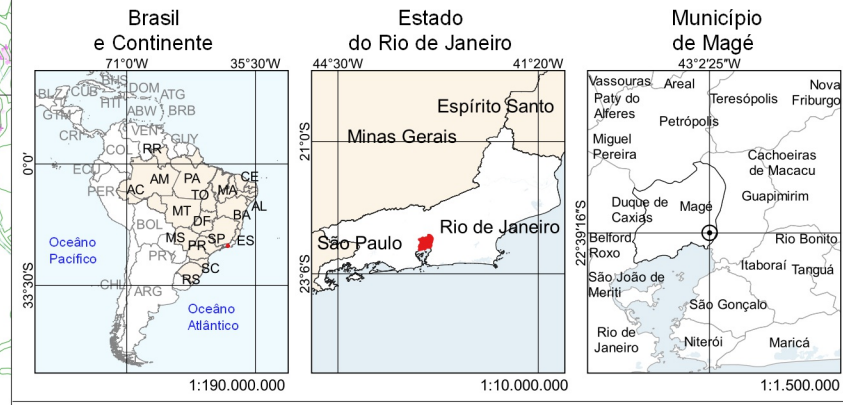 Brasil
e Continente
71°0'W
35°30'W
0°0'
33°30'S
BHS
DOM
ATG
BLZ
CUB
HTI
ABW
BRB
GTM
CRI
VEN
GUY
COL
RR
ECU
AM
PA
CE
PER
AC
TO
MA
AL
MT
BA
BOL
DF
MS
SP
ES
PR
PRY
SC
CHL
RS
ARG
Oceâno
Pacífico
Oceâno
Atlântico
1:190.000.000
Estado
do Rio de Janeiro
44°30'W
41°20'W
21°0'S
23°6'S
Espírito Santo
Minas Gerais
Rio de Janeiro
São Paulo
1:10.000.000
Município
de Magé
43°2'25"W
22°39'16"S
Vassouras
Areal
Nova
Friburgo
Paty do
Alferes
Teresópolis
Petrópolis
Miguel
Pereira
Cachoeiras
de Macacu
Guapimirim
Duque de
Caxias
Magé
Belford
Roxo
Rio Bonito
Itaboraí
Tanguá
São João de
Meriti
São Gonçalo
Rio de
Janeiro
Niterói
Maricá
1:1.500.000